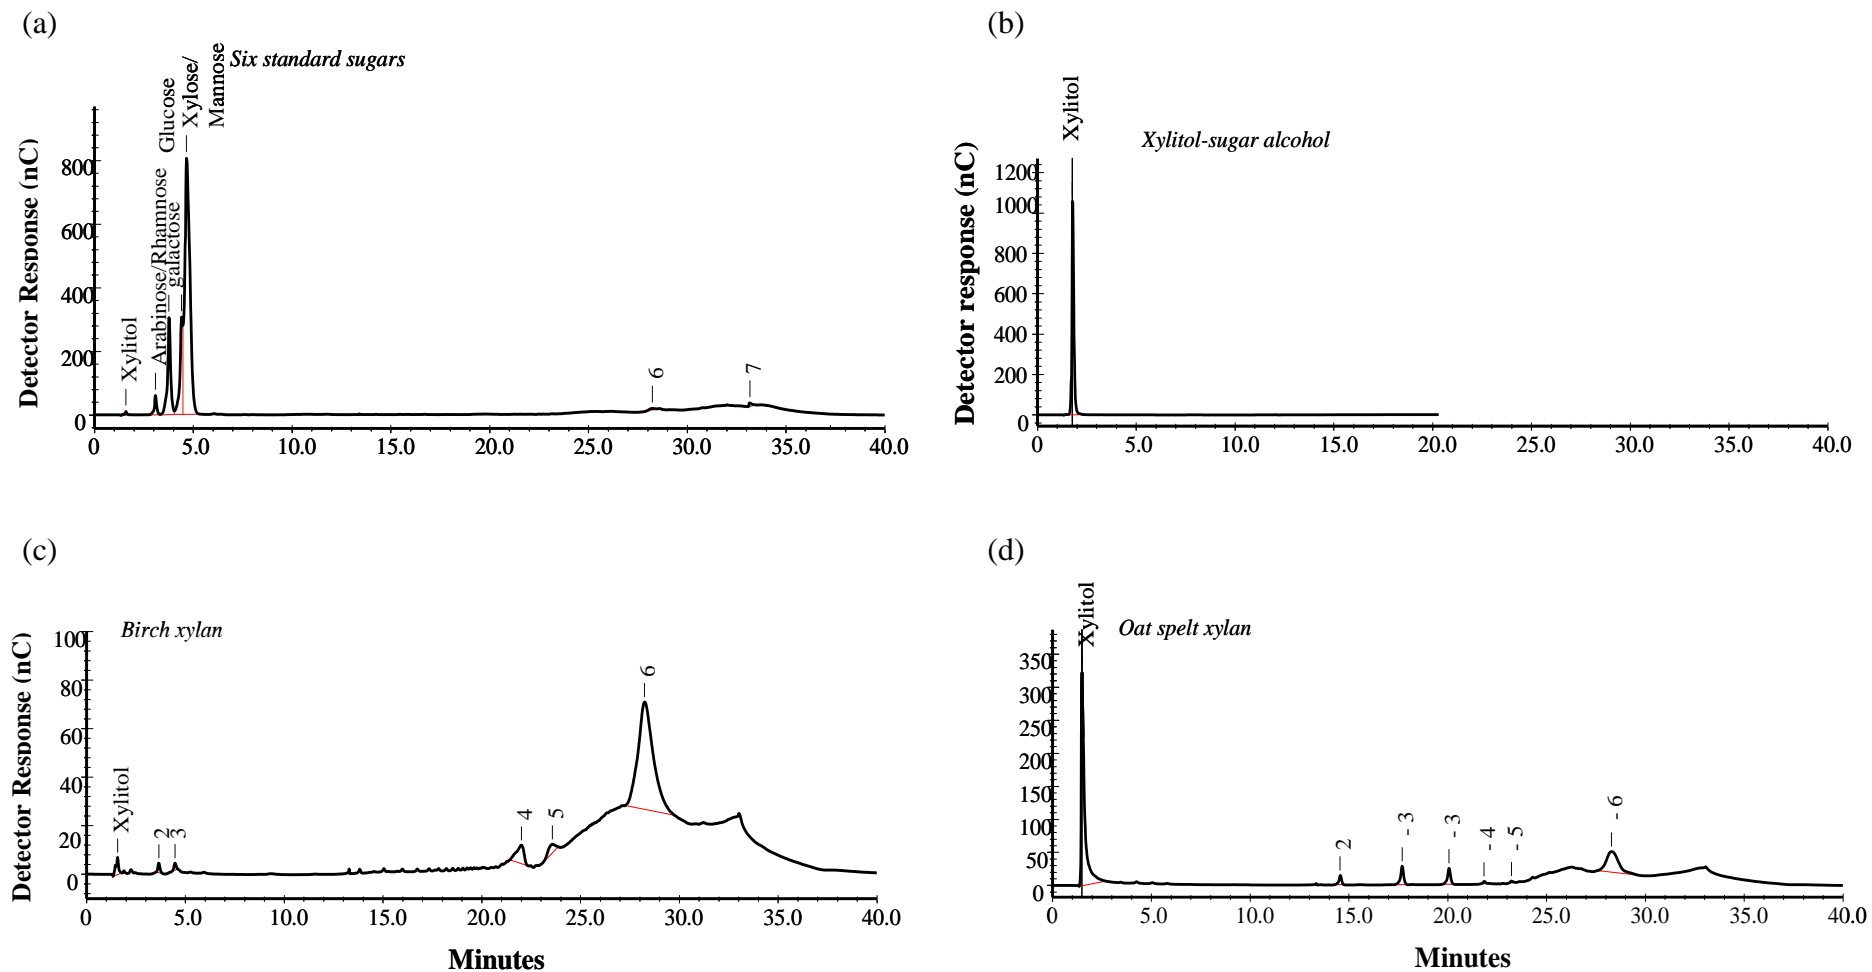 (a)
Six standard sugars
Detector Response (nC)
800
600
400
200
0
Xylitol
Arabinose/Rhamnose
Glucose
galactose
Xylose/
Mannose
6
7
0 5.0 10.0 15.0 20.0 25.0 30.0 35.0 40.0
(b)
Xylitol-sugar alcohol
Detector response (nC)
1200
1000
800
600
400
200
0
Xylitol
0 5.0 10.0 15.0 20.0 25.0 30.0 35.0 40.0
(c)
Birch xylan
Detector Response (nC)
100
80
60
40
20
0
Xylitol
2
3
4
5
6
0 5.0 10.0 15.0 20.0 25.0 30.0 35.0 40.0
Minutes
(d)
Oat spelt xylan
350
300
250
200
150
100
50
0
Xylitol
2
- 3
- 3
- 4
- 5
- 6
0 5.0 10.0 15.0 20.0 25.0 30.0 35.0 40.0
Minutes